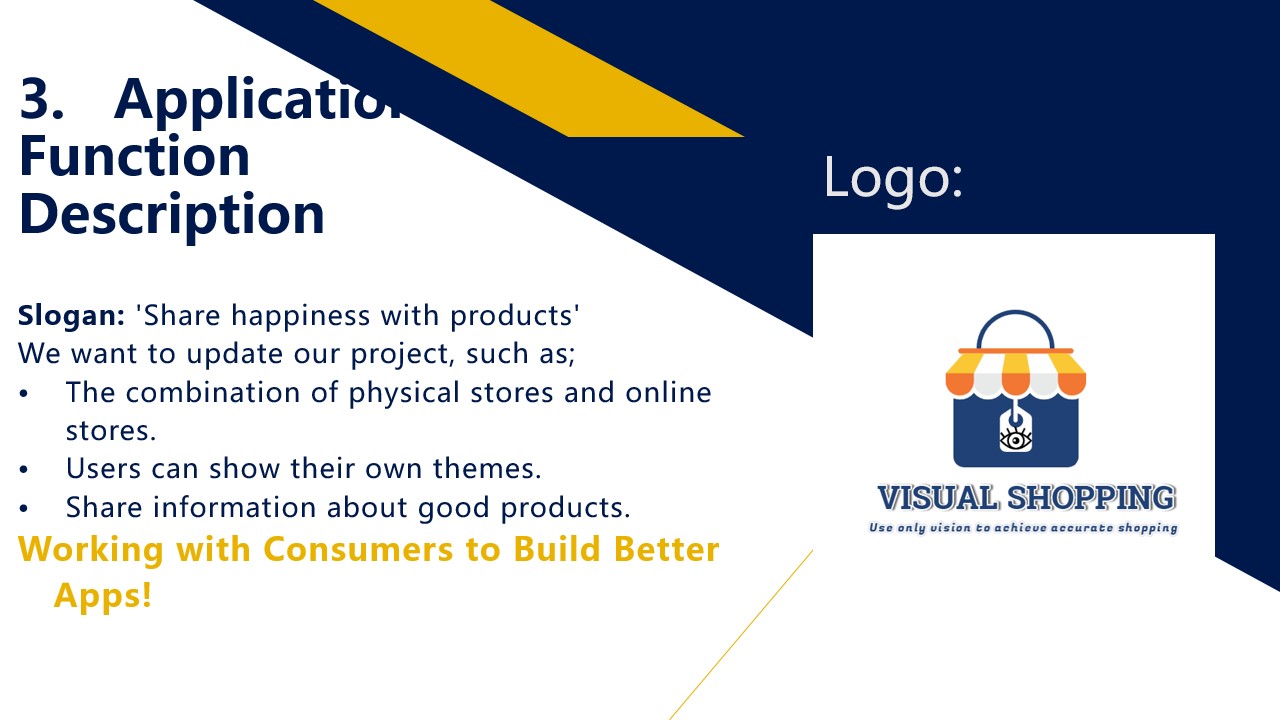 3. Application
Function
Description
Logo:
Slogan: 'Share happiness with products'
We want to update our project, such as;
• The combination of physical stores and online
stores.
• Users can show their own themes.
• Share information about good products.
Working with Consumers to Build Better
Apps!
VISUAL SHOPPING
Use only vision to achieve accurate shopping